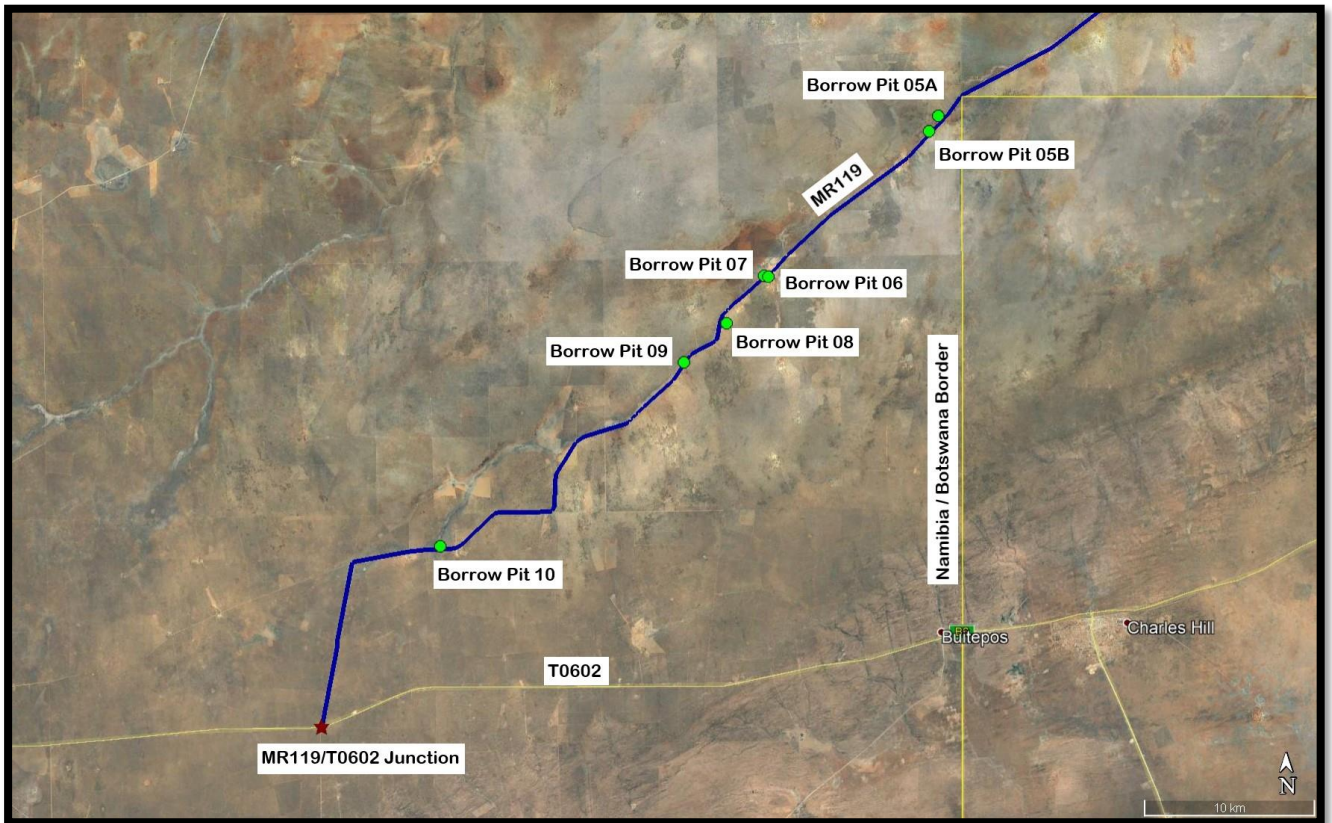 Borrow Pit 05A
Borrow Pit 05B
MR119
Borrow Pit 07
Borrow Pit 06
Borrow Pit 08
Borrow Pit 09
Namibia / Botswana Border
Borrow Pit 10
Buitepos
Charles Hill
T0602
MR119/T0602 Junction
N
10 km